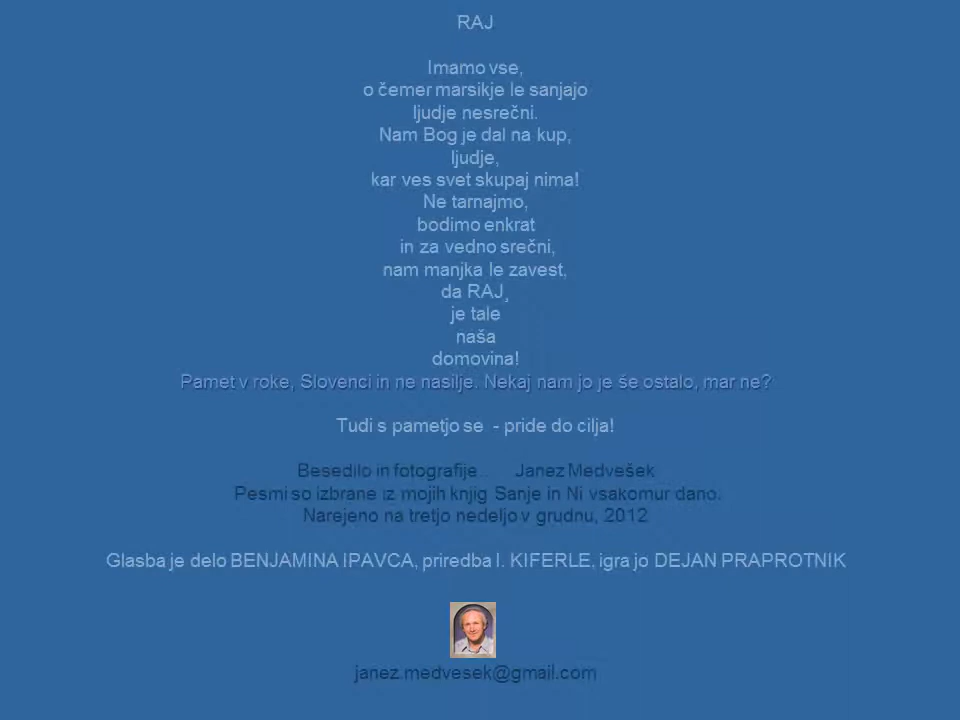 RAJ
Imamo vse,
o čemer marsikje le sanjajo
ljudje nesrečni.
Nam Bog je dal na kup,
ljudje,
kar ves svet skupaj nima!
Ne tarnajmo,
bodimo enkrat
in za vedno srečni,
nam manjka le zavest,
da RAJ¸
je tale
naša
domovina!
Pamet v roke, Slovenci in ne nasilje. Nekaj nam jo je še ostalo, mar ne?
Tudi s pametjo se - pride do cilja!
Besedilo in fotografije.. Janez Medvešek
Pesmi so izbrane iz mojih knjig Sanje in Ni vsakomur dano.
Narejeno na tretjo nedeljo v grudnu, 2012
Glasba je delo BENJAMINA IPAVCA, priredba I. KIFERLE, igra jo DEJAN PRAPROTNIK
janez.medvesek@gmail.com